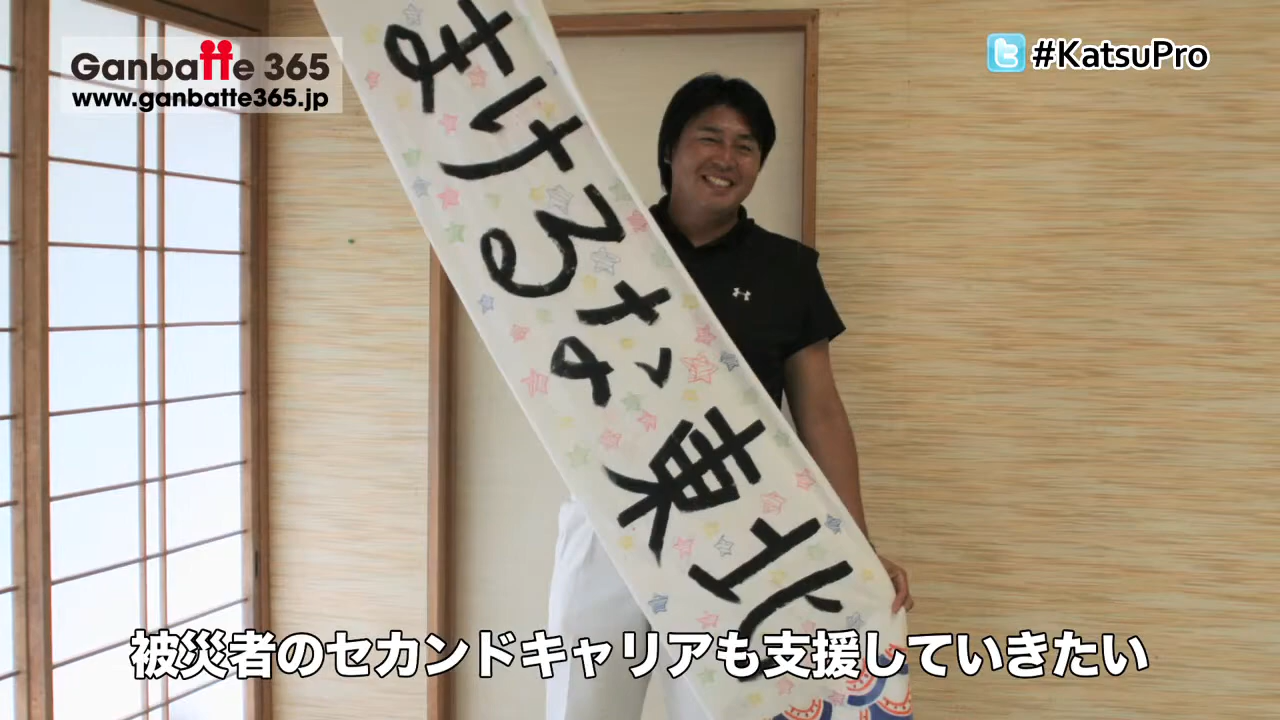 Ganbatte 365
www.ganbatte365.jp
#KatsuPro
まけるな東北
被災者のセカンドキャリアも支援していきたい